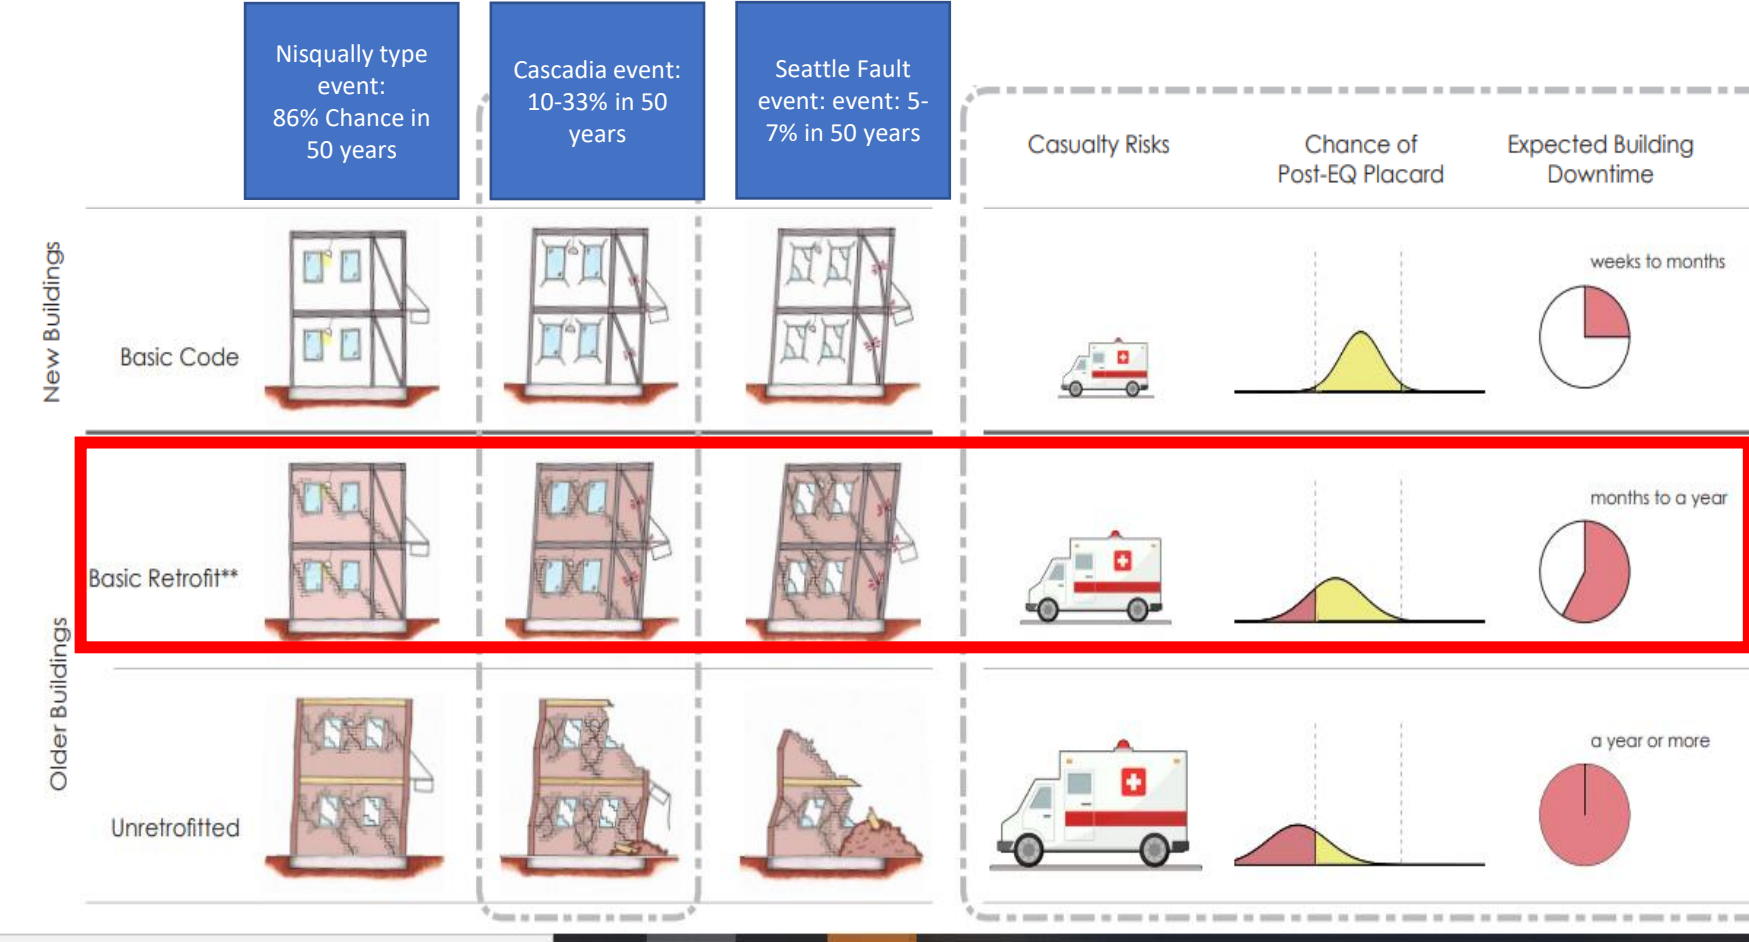 Nisqually type
event:
86% Chance in
50 years
Cascadia event:
10-33% in 50
years
Seattle Fault
event: event: 5-
7% in 50 years
Casualty Risks
Chance of
Post-EQ Placard
Expected Building
Downtime
New Buildings
Basic Code
weeks to months
Older Buildings
Basic Retrofit**
months to a year
Unretrofitted
a year or more